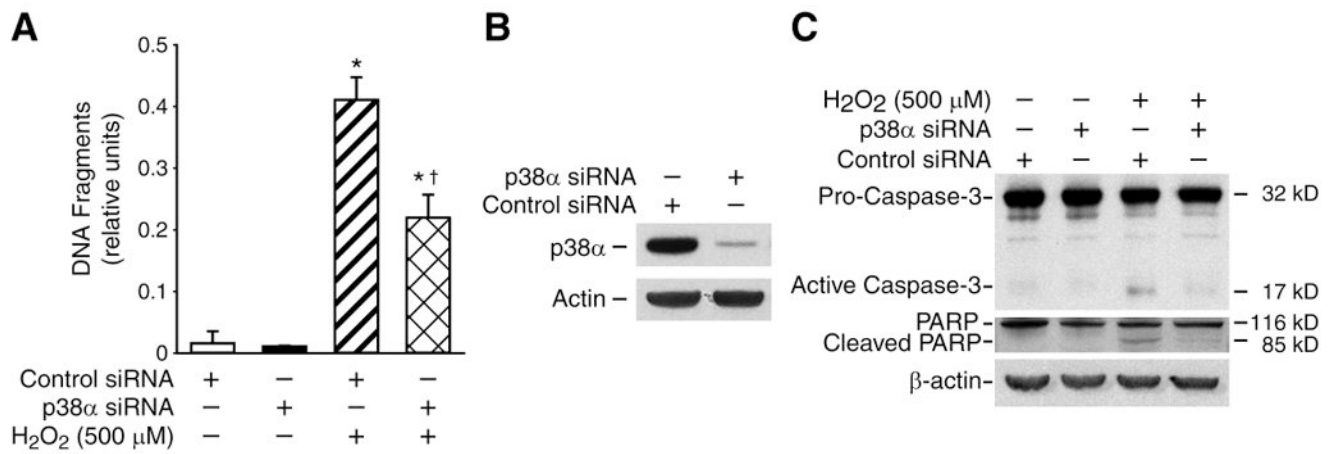 A
DNA Fragments
(relative units)
0.5
0.4
0.3
0.2
0.1
0
*
* †
Control siRNA + − + −
p38α siRNA − + − +
H2O2 (500 μM) − − + +
B
p38α siRNA − +
Control siRNA + −
p38α –
Actin –
C
H2O2 (500 μM) − − + +
p38α siRNA − + − +
Control siRNA + − + −
Pro-Caspase-3- – 32 kD
Active Caspase-3- – 17 kD
PARP – –116 kD
Cleaved PARP – – 85 kD
β-actin-